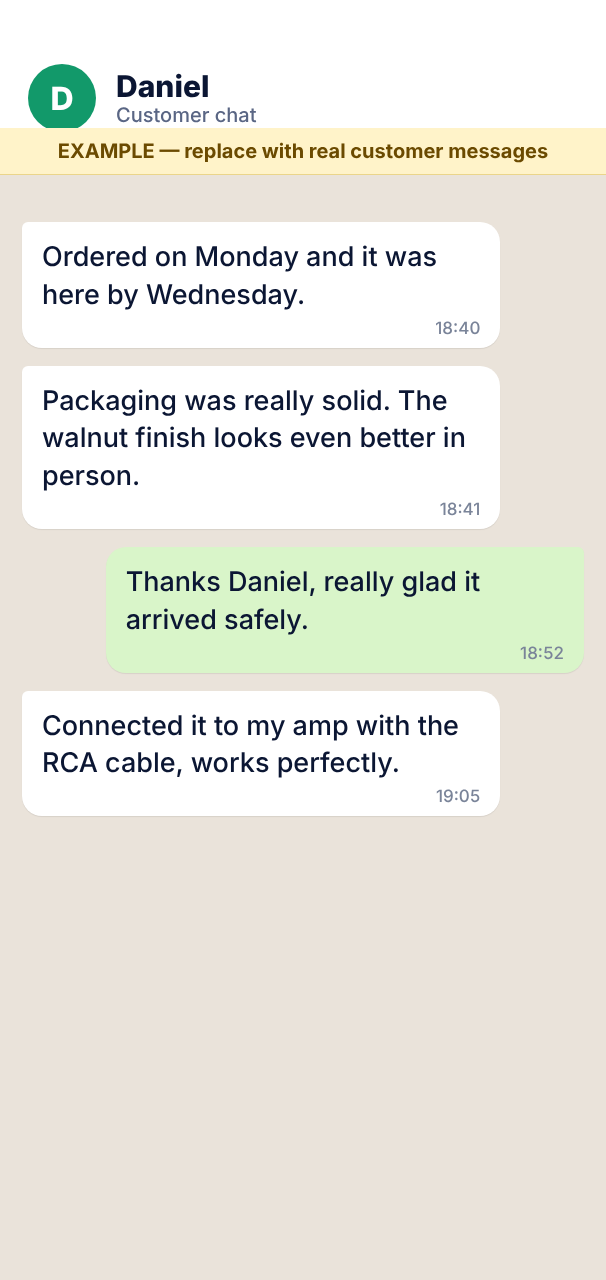 D
Daniel
Customer chat
EXAMPLE — replace with real customer messages
Ordered on Monday and it was
here by Wednesday.
18:40
Packaging was really solid. The
walnut finish looks even better in
person.
18:41
Thanks Daniel, really glad it
arrived safely.
18:52
Connected it to my amp with the
RCA cable, works perfectly.
19:05